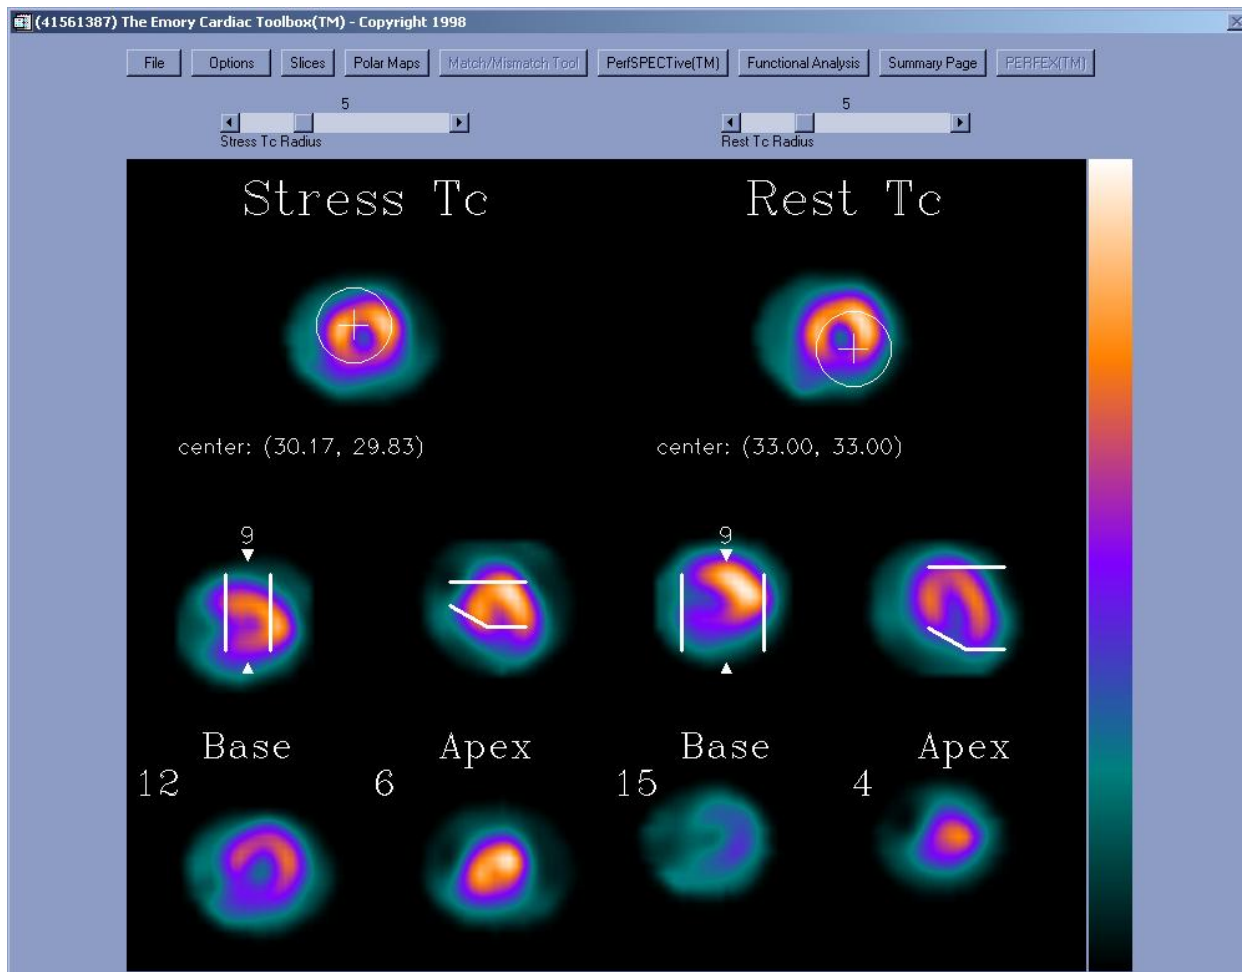 (41561387) The Emory Cardiac Toolbox(TM) - Copyright 1998
File Options Slices Polar Maps Match/Mismatch Tool PerfSPECTive(TM) Functional Analysis Summary Page PERFEX(TM)
5 5
Stress Tc Radius Rest Tc Radius
Stress Tc Rest Tc
center: (30.17, 29.83) center: (33.00, 33.00)
9 9
Base Apex Base Apex
12 6 15 4